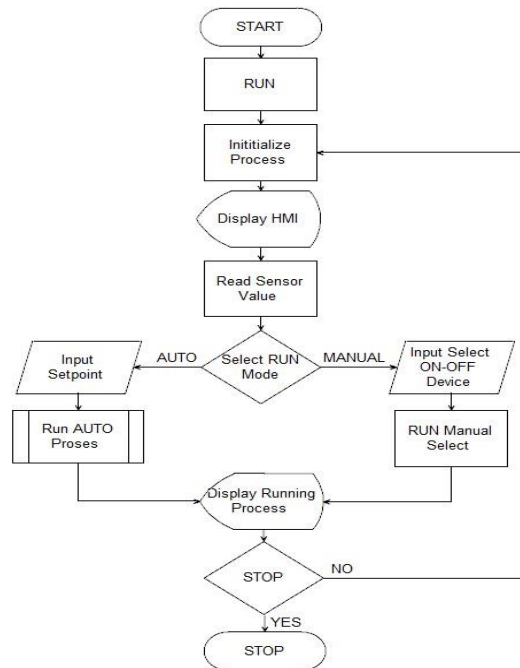 START
RUN
Inititialize
Process
Display HMI
Read Sensor
Value
AUTO
Select RUN
Mode
MANUAL
Input
Setpoint
Input Select
ON-OFF
Device
Run AUTO
Proses
RUN Manual
Select
Display Running
Process
STOP
NO
YES
STOP